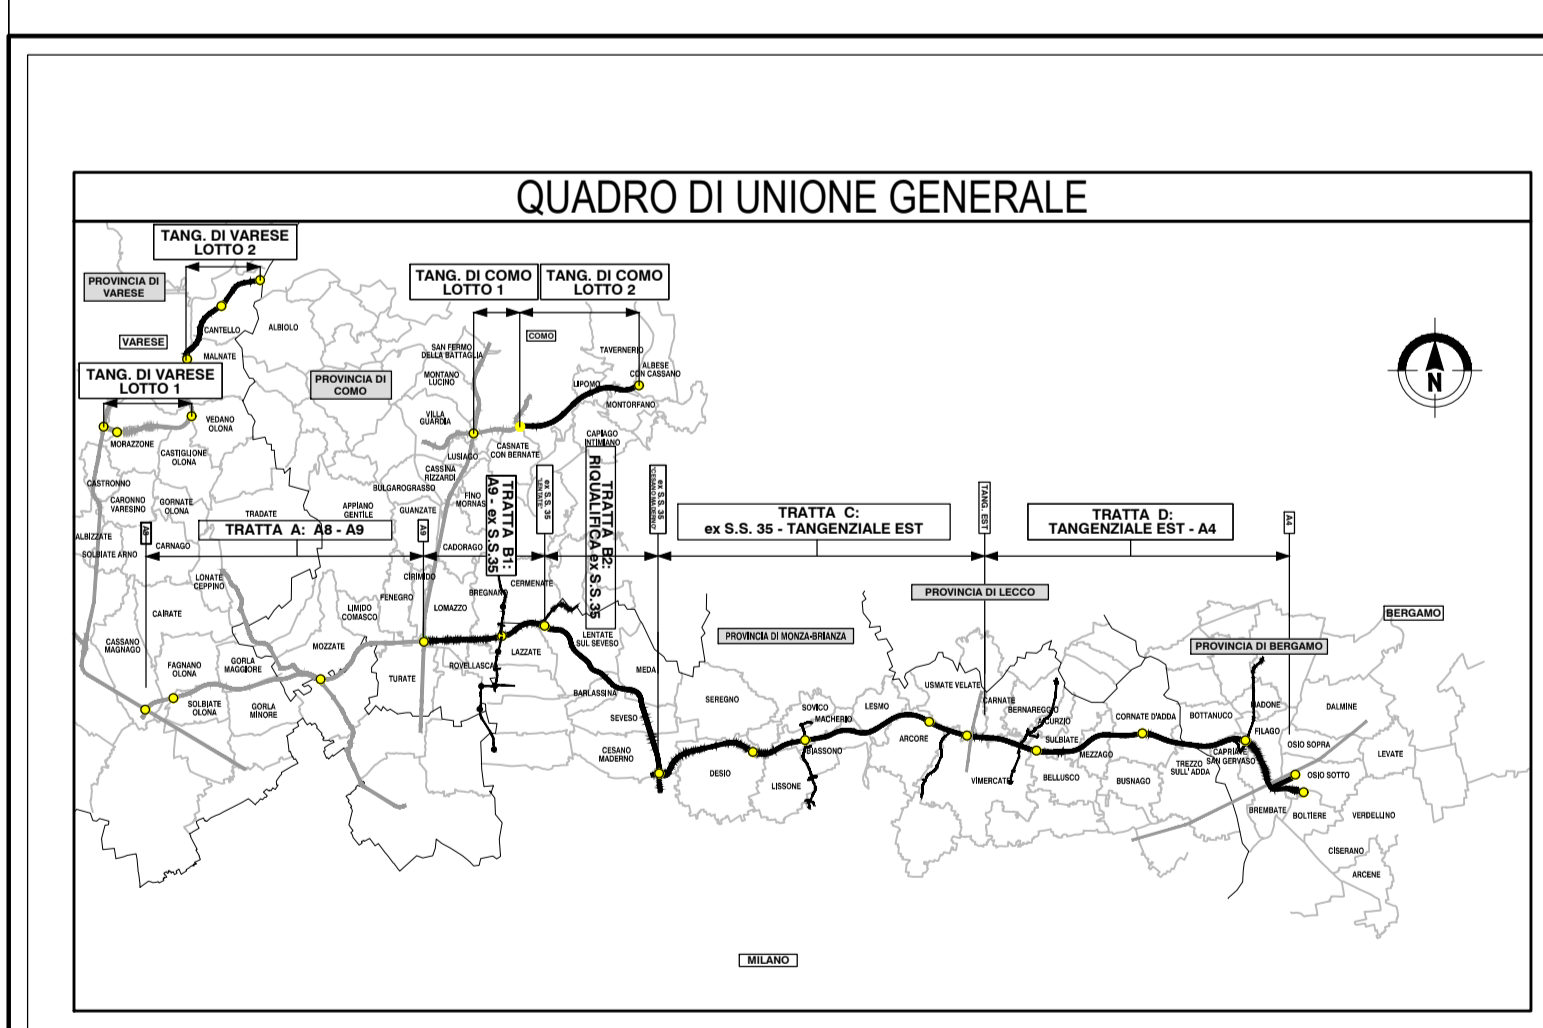 QUADRO DI UNIONE GENERALE
TANG. DI VARESE
LOTTO 2
PROVINCIA DI
VARESE
VARESE
CANTELLO
ALBIOLO
MALNATE
TANG. DI VARESE
LOTTO 1
VEDANO
OLONA
MORAZZONE
CASTIGLIONE
OLONA
CASTRONNO
CARONNO
VARESINO
GORNATE
OLONA
TRADATE
ALBIZZATE
SOLBIATE ARNO
CARNAGO
A8
TRATTA A: A8 - A9
LONATE
CEPPINO
CAIRATE
CASSANO
MAGNAGO
FAGNANO
OLONA
GORLA
MAGGIORE
SOLBIATE
OLONA
GORLA
MINORE
MOZZATE
LIMIDO
COMASCO
TURATE
PROVINCIA DI
COMO
TANG. DI COMO
LOTTO 1
TANG. DI COMO
LOTTO 2
COMO
SAN FERMO
DELLA BATTAGLIA
MONTANO
LUCINO
VILLA
GUARDIA
TAVERNERIO
ALBESE
CON CASSANO
LIPOMO
MONTORFANO
CAPIAGO
INTIMIANO
LUSIAGO
CASNATE
CON BERNATE
CASSINA
RIZZARDI
BULGAROGRASSO
FINO
MORNAS
APPIANO
GENTILE
GUANZATE
A9
CADORAGO
CIRIMIDO
FENEGRO
LOMAZZO
BREGNANO
CERMENATE
ROVELLASCA
LAZZATE
LENTATE
SUL SEVESO
MEDA
BARLASSINA
SEVESO
CESANO
MADERNO
TRATTA B1:
A9 - ex S.S.35
ex S.S. 35
"LENTATE"
TRATTA B2:
RIQUALIFICA ex S.S.35
ex S.S. 35
"CESANO MADERNO"
TRATTA C:
ex S.S. 35 - TANGENZIALE EST
TANG. EST
TRATTA D:
TANGENZIALE EST - A4
A4
N
PROVINCIA DI LECCO
PROVINCIA DI MONZA-BRIANZA
PROVINCIA DI BERGAMO
BERGAMO
SEREGNO
DESIO
SOVICO
MACHERIO
BIASSONO
LISSONE
LESMO
ARCORE
USMATE VELATE
CARNATE
BERNAREGGIO
AICURZIO
SULBIATE
VIMERCATE
BELLUSCO
MEZZAGO
CORNATE D'ADDA
BUSNAGO
BOTTANUCO
TREZZO
SULL' ADDA
MADONE
FILAGO
CAPRIATE
SAN GERVASO
DALMINE
OSIO SOPRA
LEVATE
OSIO SOTTO
BREMBATE
BOLTIERE
VERDELLINO
CISERANO
ARCENE
MILANO